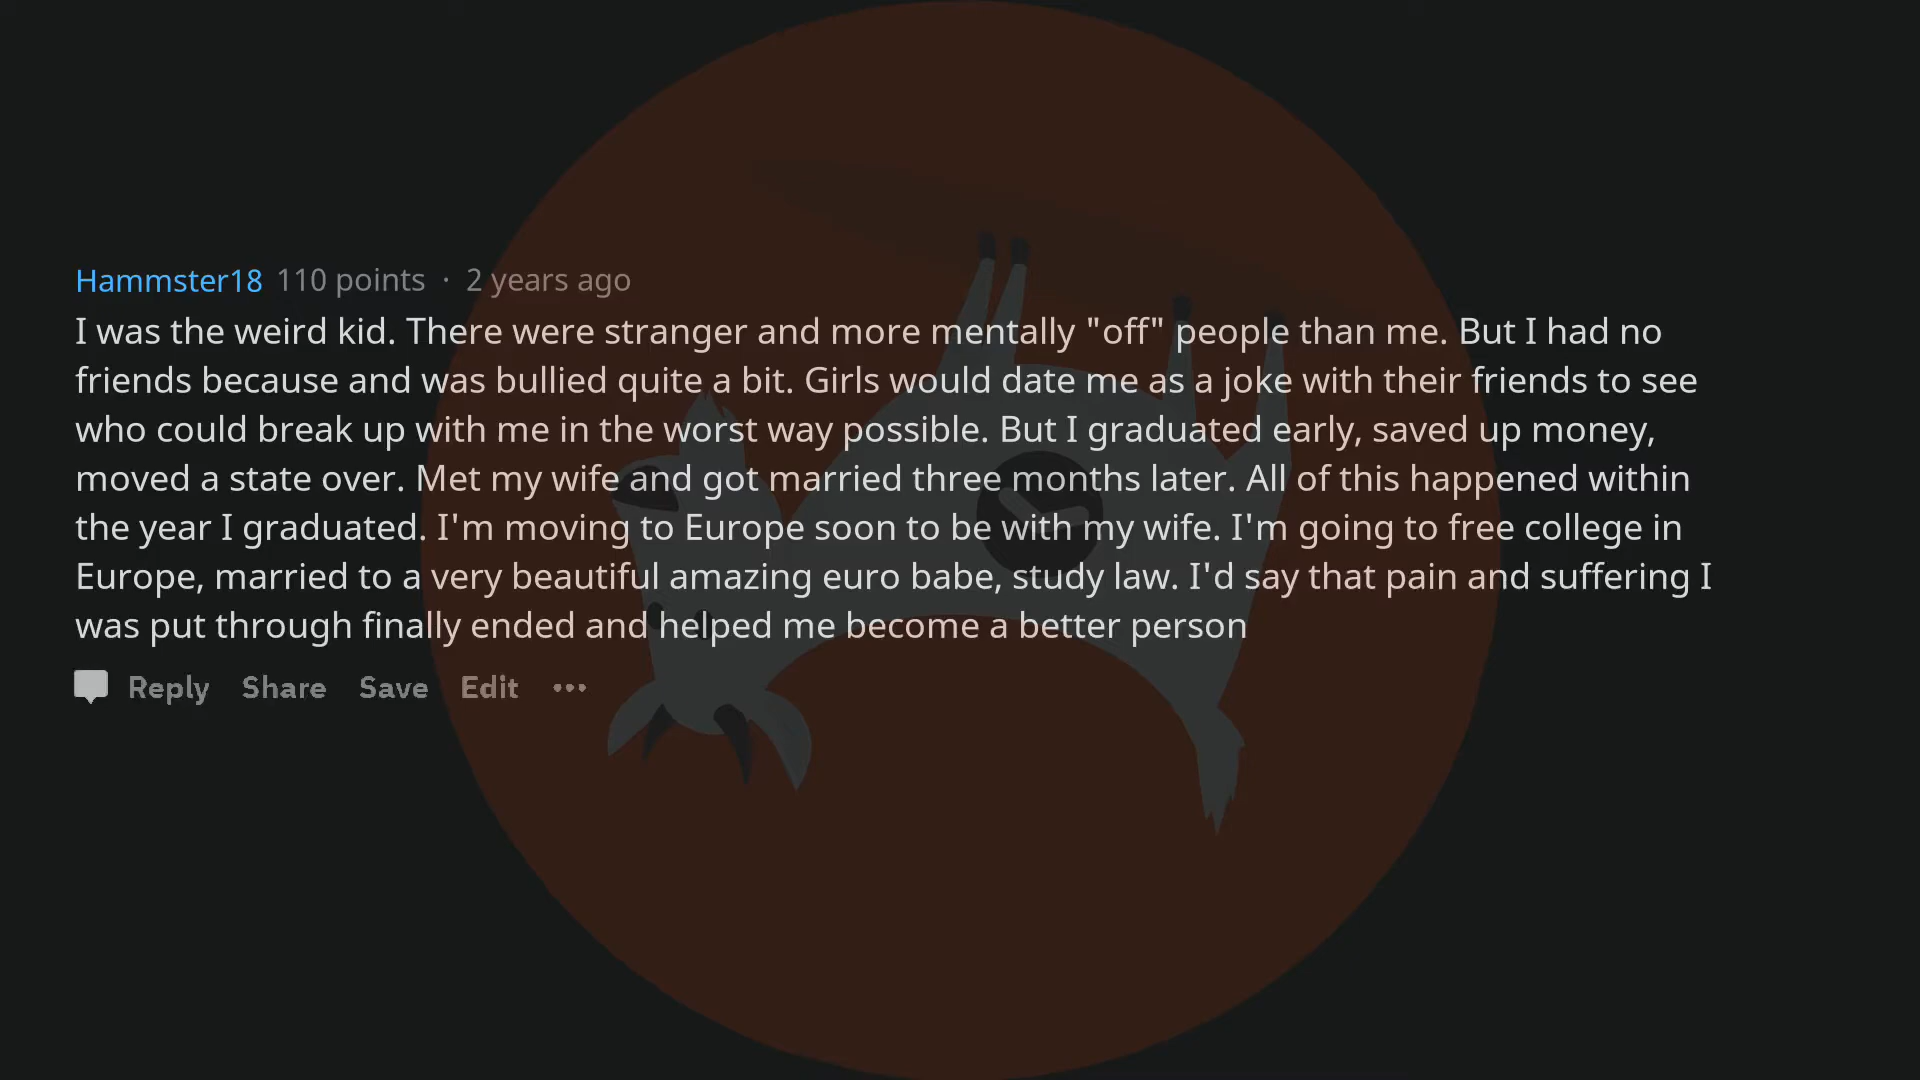 Hammster18 110 points · 2 years ago
I was the weird kid. There were stranger and more mentally "off" people than me. But I had no
friends because and was bullied quite a bit. Girls would date me as a joke with their friends to see
who could break up with me in the worst way possible. But I graduated early, saved up money,
moved a state over. Met my wife and got married three months later. All of this happened within
the year I graduated. I'm moving to Europe soon to be with my wife. I'm going to free college in
Europe, married to a very beautiful amazing euro babe, study law. I'd say that pain and suffering I
was put through finally ended and helped me become a better person
Reply Share Save Edit •••